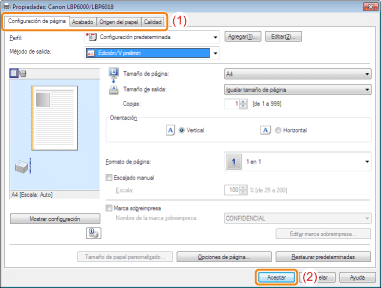 Propiedades: Canon LBP6000/LBP6018
Configuración de página Acabado Origen del papel Calidad (1)
Perfil: Configuración predeterminada Agregar(1)... Editar(2)...
Método de salida: Edición/V prelimin
Tamaño de página: A4
Tamaño de salida: Igualar tamaño de página
Copias: 1 [de 1 a 999]
Orientación
A Vertical A Horizontal
Formato de página: 1 1 en 1
Escalado manual
Escala: 100 % [de 25 a 200]
A4 [Escala: Auto]
Marca sobreimpresa
Mostrar configuración
Nombre de la marca sobreimpresa: CONFIDENCIAL
Editar marca sobreimpresa...
Tamaño de papel personalizado... Opciones de página... Restaurar predeterminadas
Aceptar (2) elar Ayuda